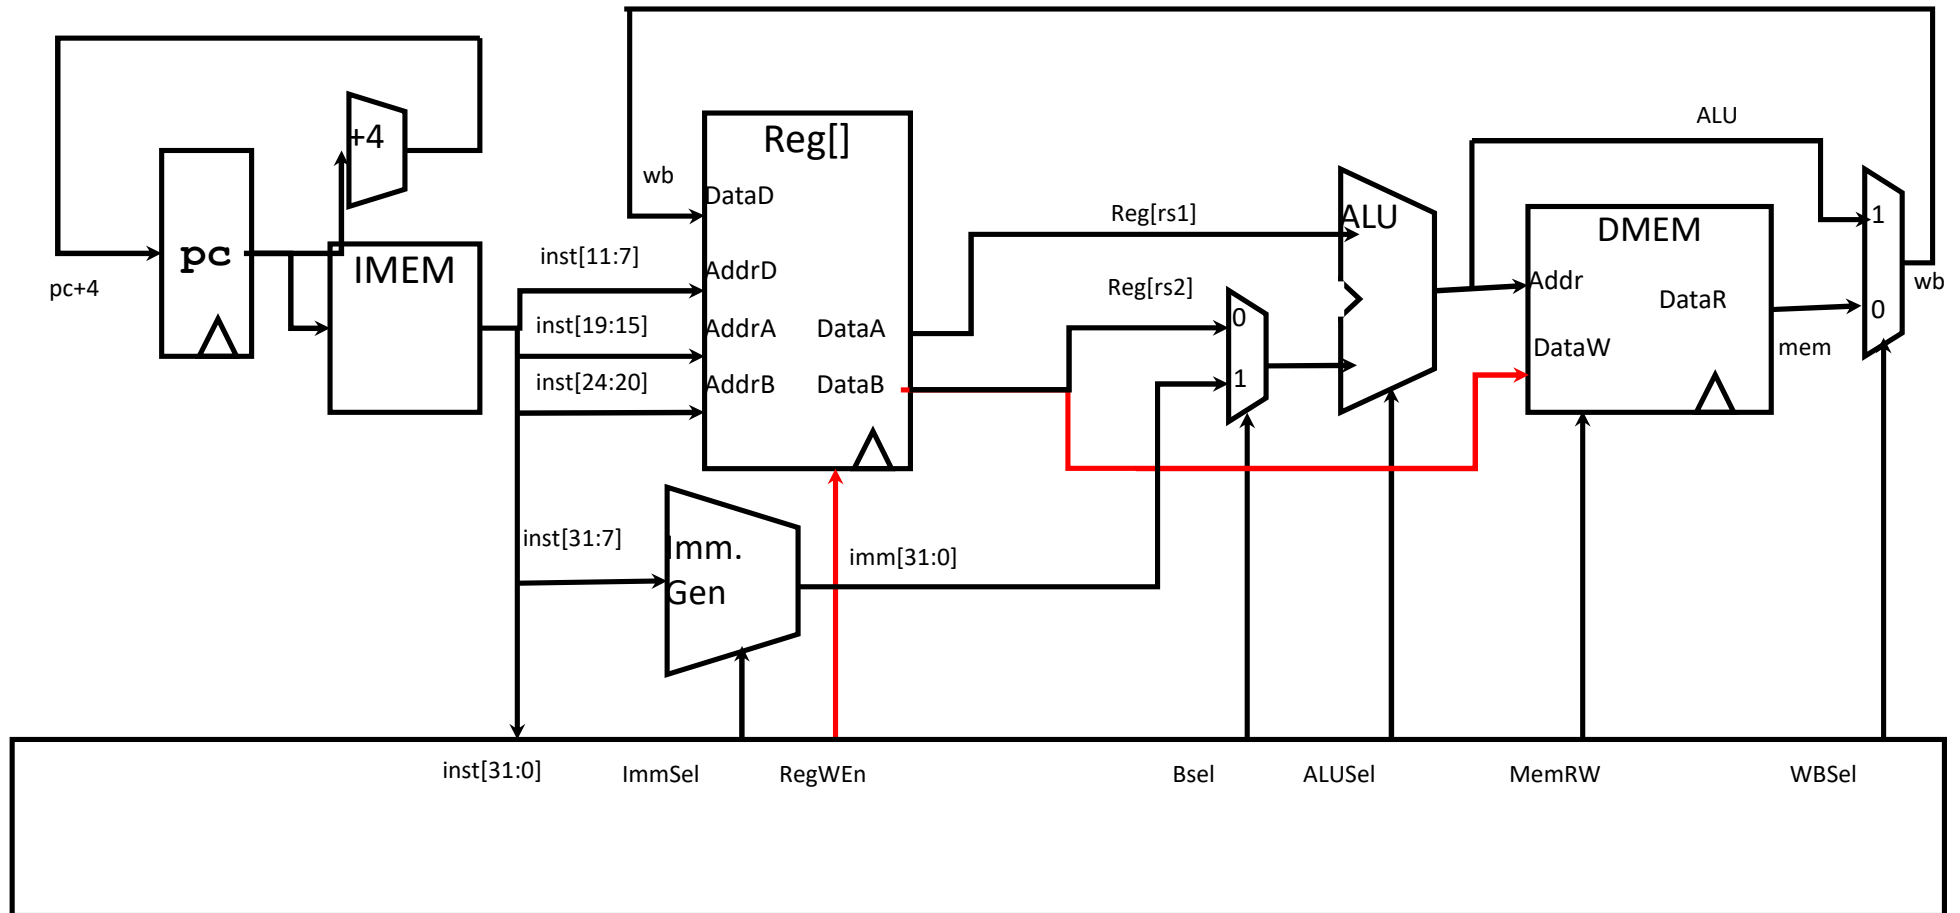 +4
pc
pc+4
IMEM
inst[11:7]
inst[19:15]
inst[24:20]
inst[31:7]
wb
Reg[]
DataD
AddrD
AddrA
DataA
AddrB
DataB
Imm.
Gen
imm[31:0]
Reg[rs1]
Reg[rs2]
0
1
ALU
ALU
DMEM
Addr
DataR
DataW
mem
1
0
wb
inst[31:0]
ImmSel
RegWEn
Bsel
ALUSel
MemRW
WBSel